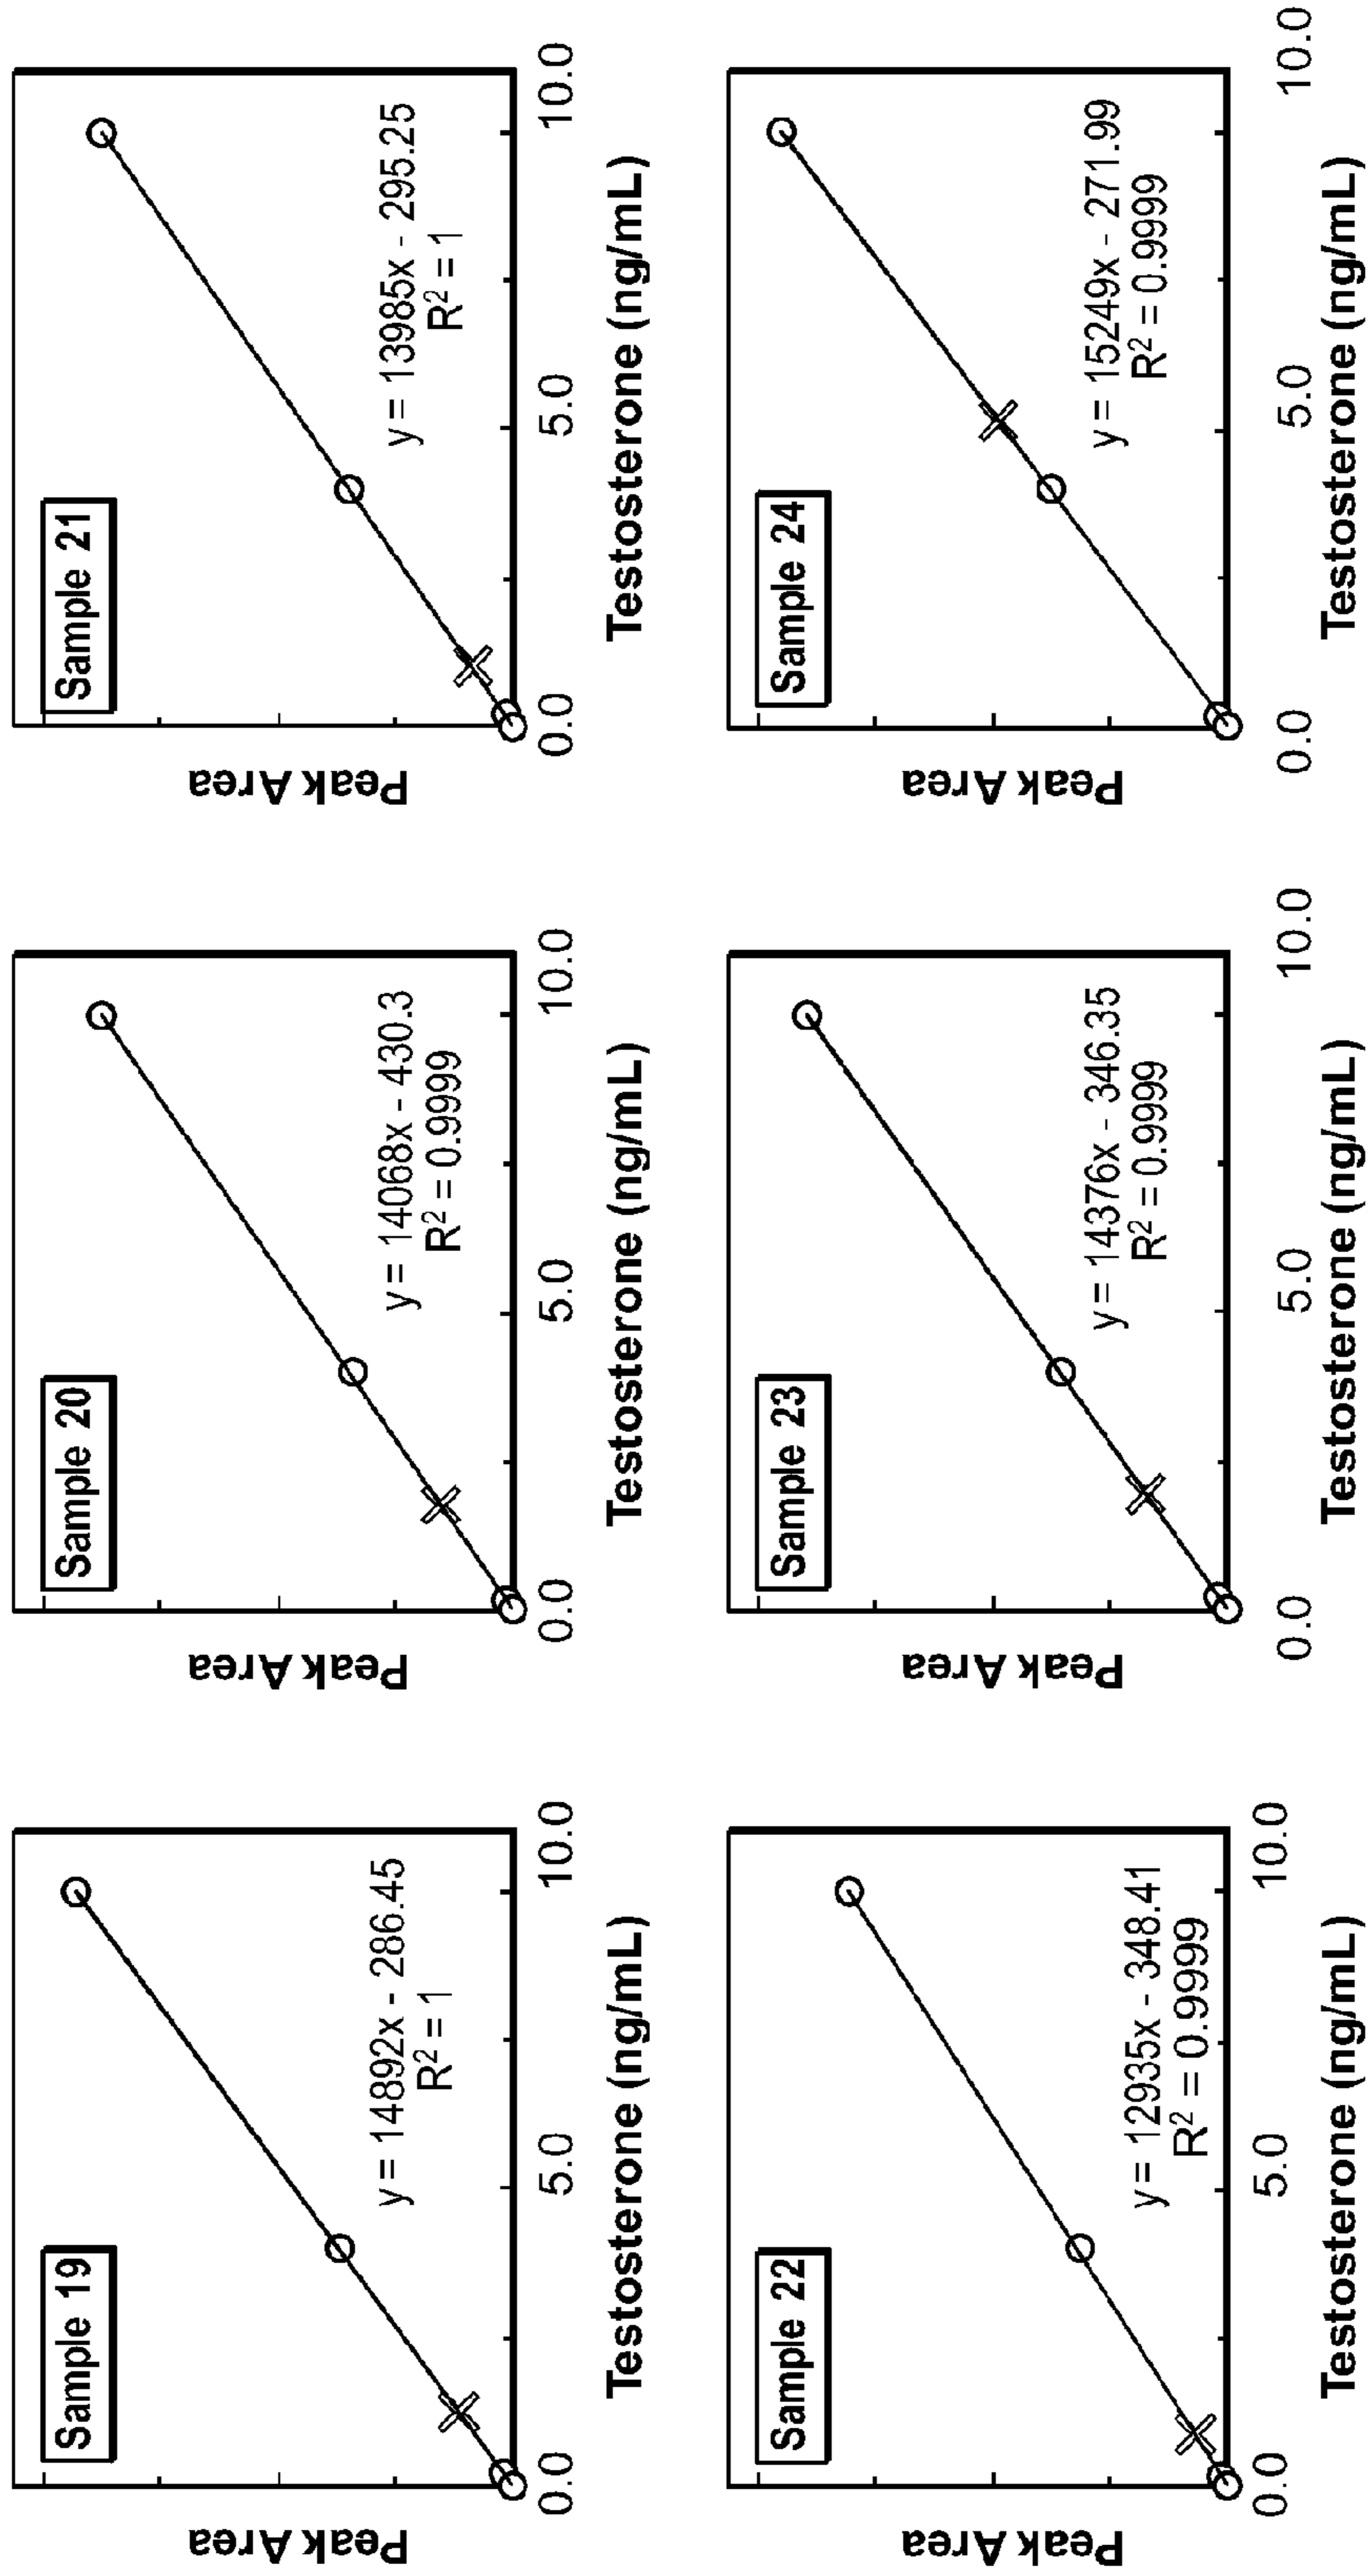 Sample 19
y = 14892x - 286.45
R² = 1
Peak Area
0.0
5.0
10.0
Testosterone (ng/mL)
Sample 20
y = 14068x - 430.3
R² = 0.9999
Peak Area
0.0
5.0
10.0
Testosterone (ng/mL)
Sample 21
y = 13985x - 295.25
R² = 1
Peak Area
0.0
5.0
10.0
Testosterone (ng/mL)
Sample 22
y = 12935x - 348.41
R² = 0.9999
Peak Area
0.0
5.0
10.0
Testosterone (ng/mL)
Sample 23
y = 14376x - 346.35
R² = 0.9999
Peak Area
0.0
5.0
10.0
Testosterone (ng/mL)
Sample 24
y = 15249x - 271.99
R² = 0.9999
Peak Area
0.0
5.0
10.0
Testosterone (ng/mL)